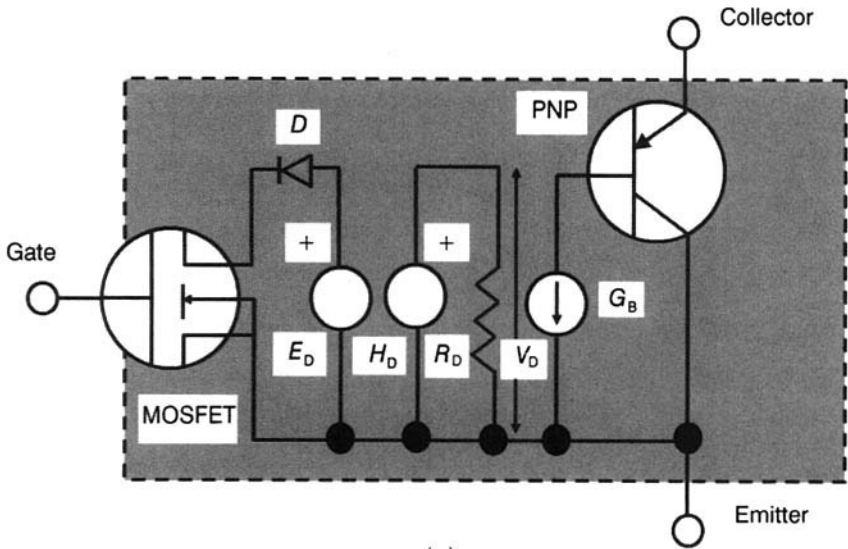 Collector
PNP
D
+
+
Gate
G_B
E_D
H_D
R_D
V_D
MOSFET
Emitter